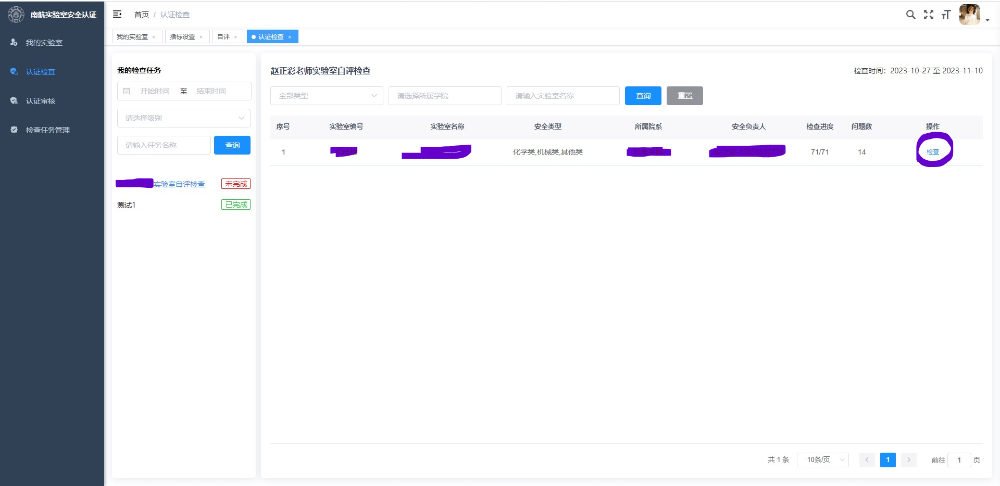 南航实验室安全认证
首页 / 认证检查
我的实验室
认证检查
认证审核
检查任务管理
我的实验室 × 指标设置 × 自评 × 认证检查 ×
我的检查任务
开始时间 至 结束时间
请选择级别
请输入任务名称 查询
实验室自评检查 未完成
测试1 已完成
赵正彩老师实验室自评检查 检查时间：2023-10-27 至 2023-11-10
全部类型 请选择所属学院 请输入实验室名称 查询 重置
序号 实验室编号 实验室名称 安全类型 所属院系 安全负责人 检查进度 问题数 操作
1 化学类,机械类,其他类 71/71 14 检查
共 1 条 10条/页 1 前往 1 页